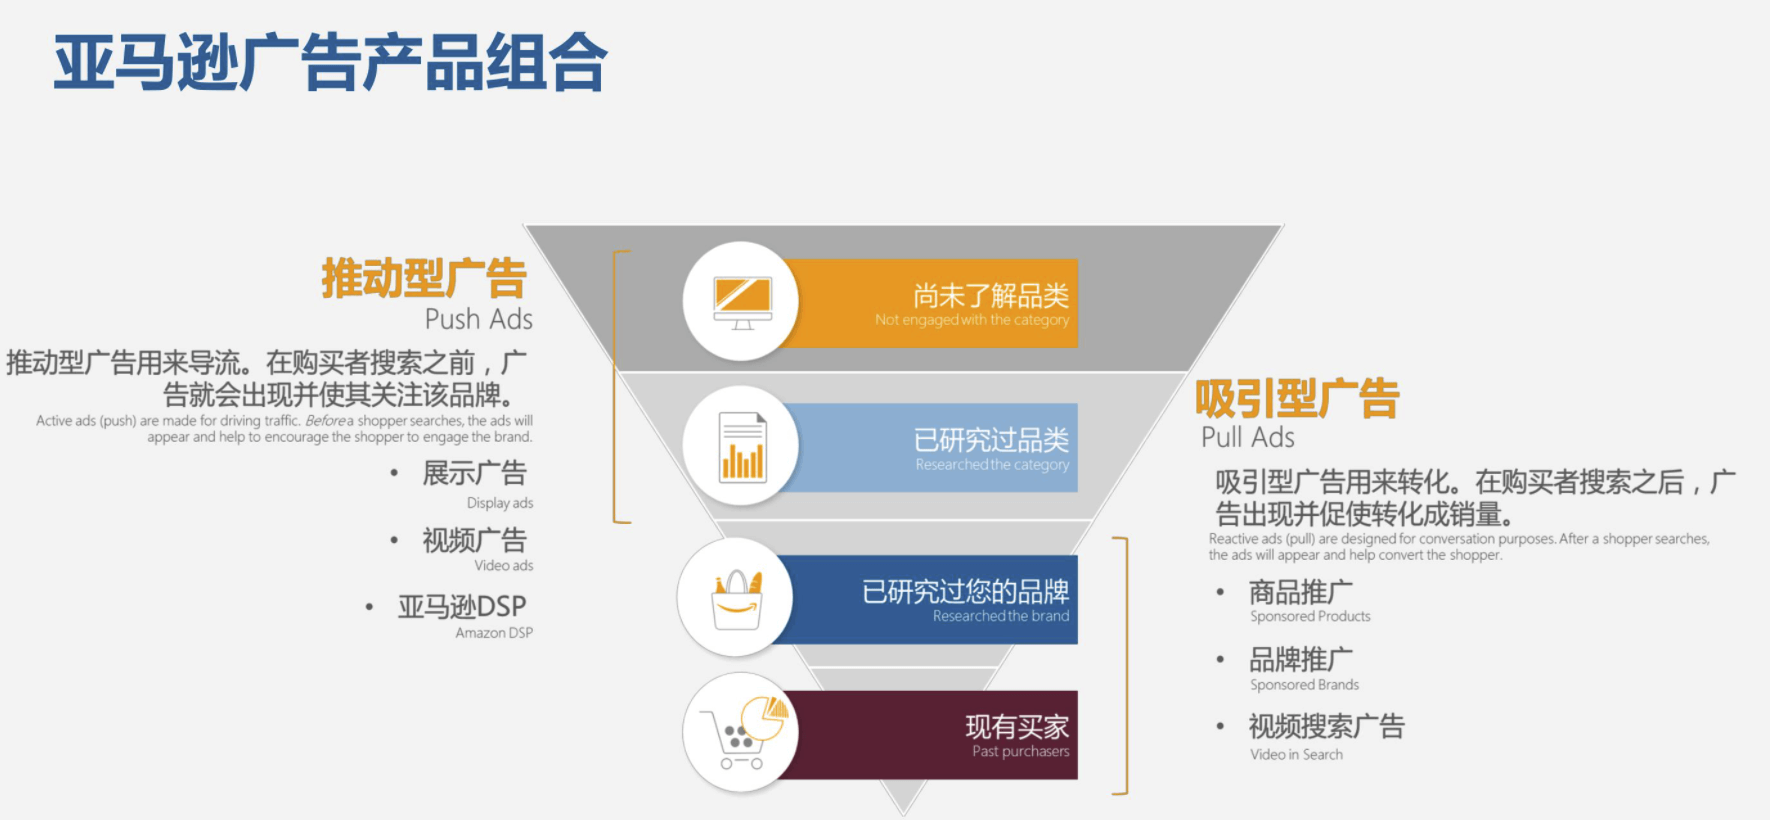 亚马逊广告产品组合
推动型广告
Push Ads
推动型广告用来导流。在购买者搜索之前，广
告就会出现并使其关注该品牌。
Active ads (push) are made for driving traffic. Before a shopper searches, the ads will
appear and help to encourage the shopper to engage the brand.
• 展示广告
Display ads
• 视频广告
Video ads
• 亚马逊DSP
Amazon DSP
尚未了解品类
Not engaged with the category
已研究过品类
Researched the category
已研究过您的品牌
Researched the brand
现有买家
Past purchasers
吸引型广告
Pull Ads
吸引型广告用来转化。在购买者搜索之后，广
告出现并促使转化成销量。
Reactive ads (pull) are designed for conversation purposes. After a shopper searches,
the ads will appear and help convert the shopper.
• 商品推广
Sponsored Products
• 品牌推广
Sponsored Brands
• 视频搜索广告
Video in Search